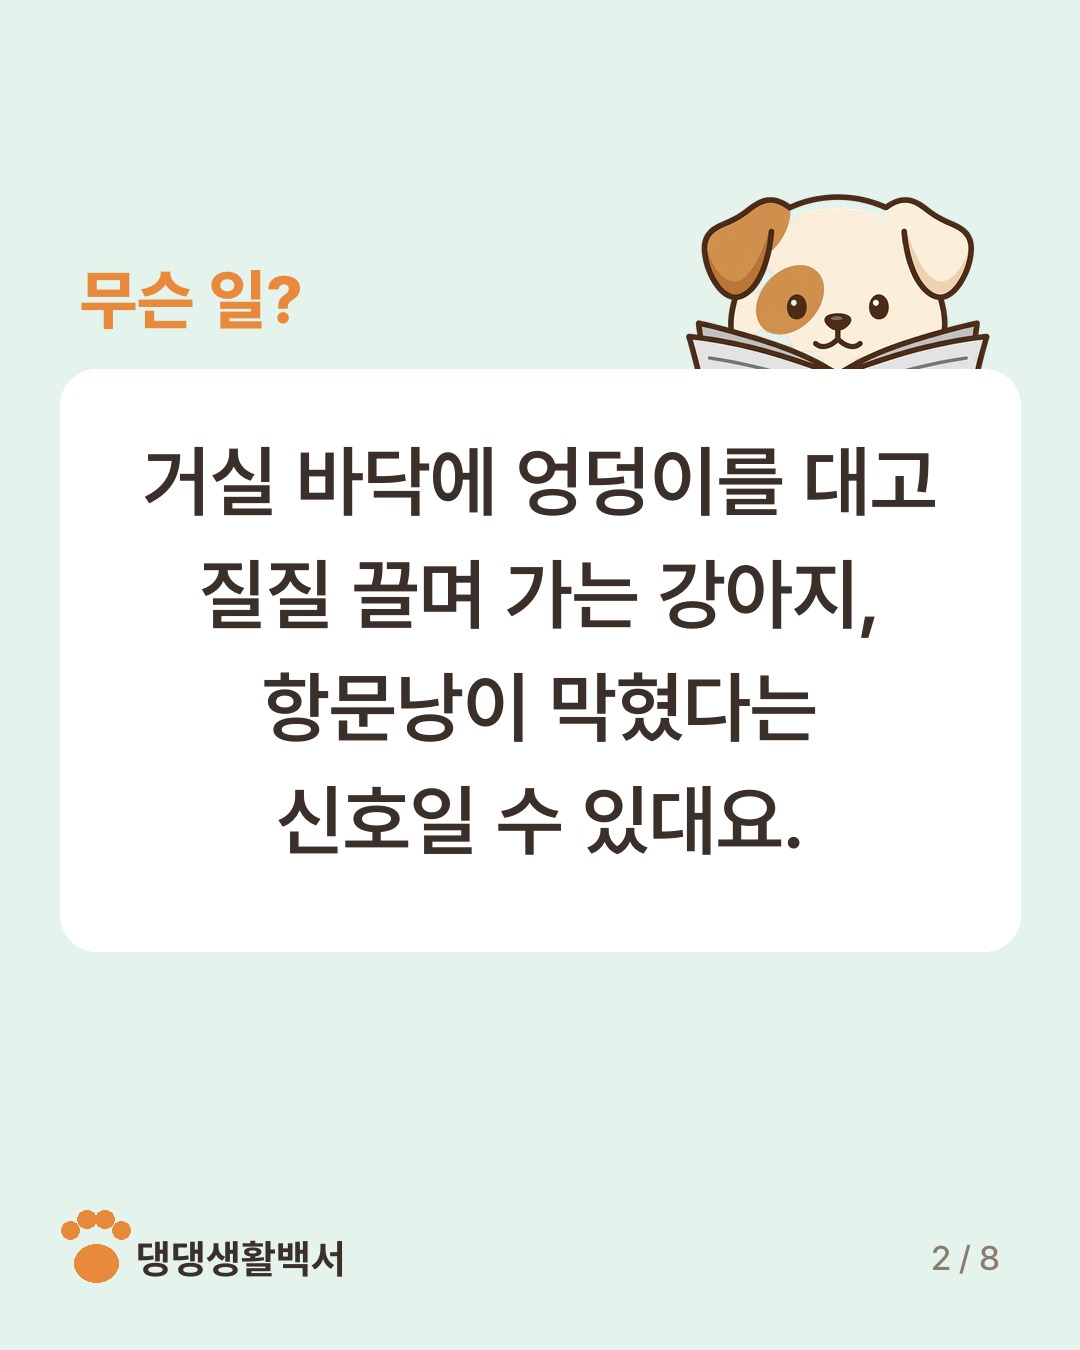 무슨 일?
거실 바닥에 엉덩이를 대고
질질 끌며 가는 강아지,
항문낭이 막혔다는
신호일 수 있대요.
댕댕생활백서
2 / 8